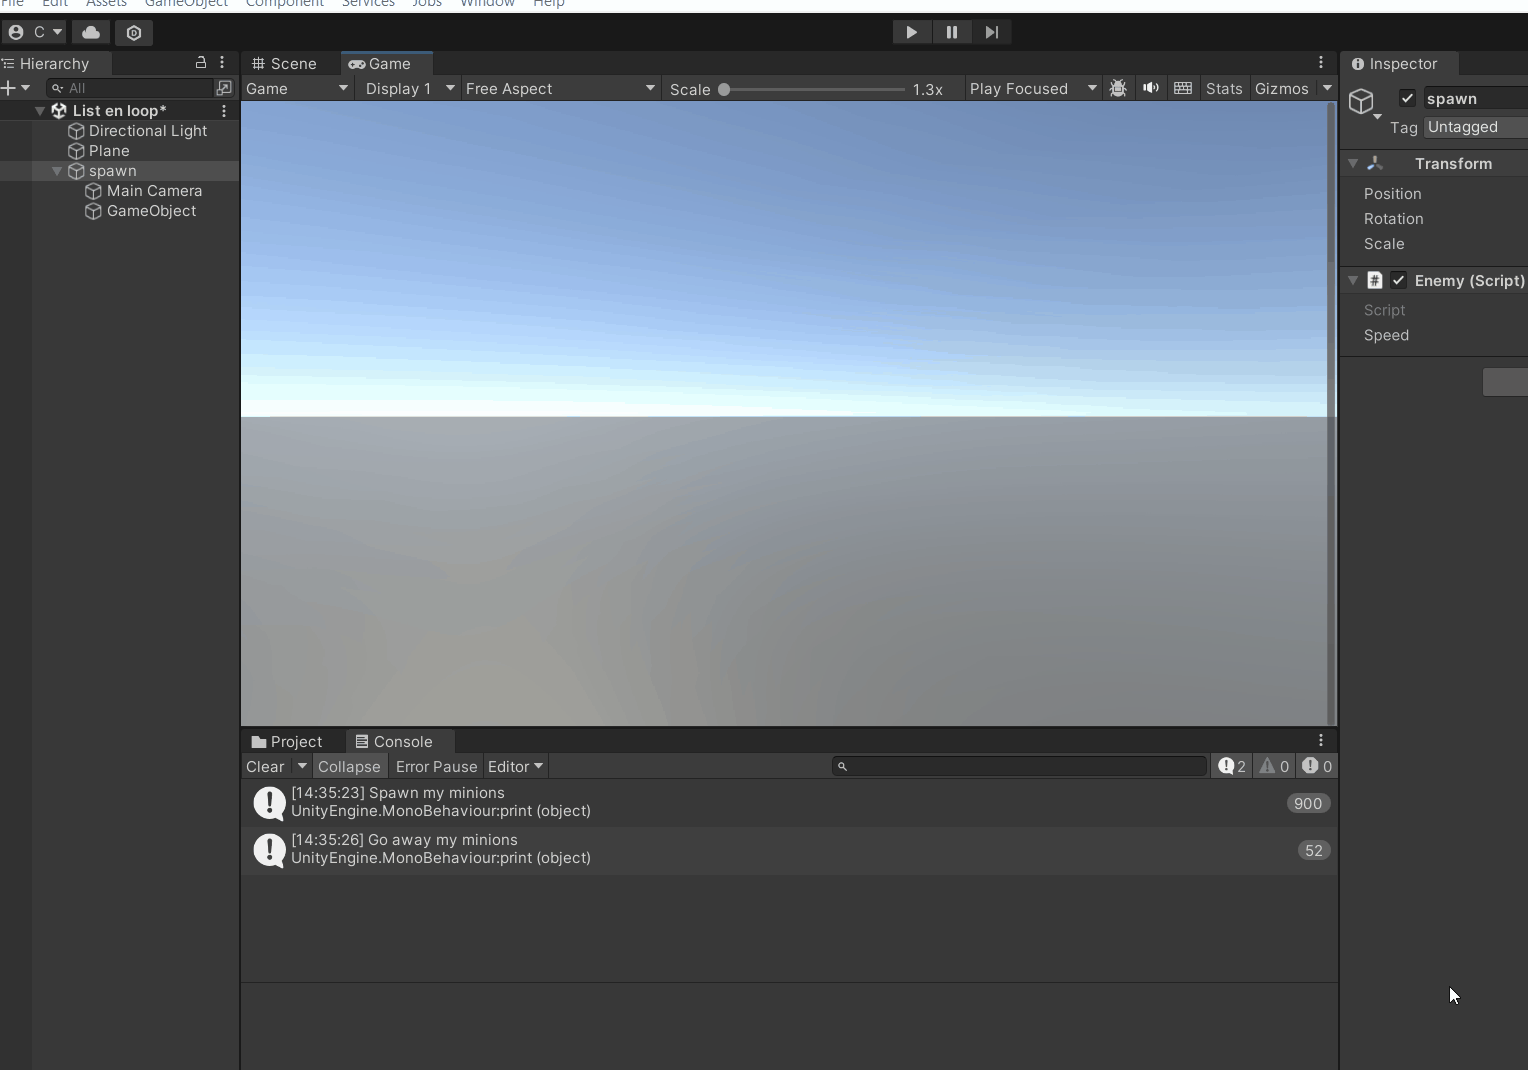 File Edit Assets GameObject Component Services Jobs Window Help
C
Hierarchy
All
List en loop*
Directional Light
Plane
spawn
Main Camera
GameObject
Scene Game
Game Display 1 Free Aspect Scale 1.3x Play Focused Stats Gizmos
Project Console
Clear Collapse Error Pause Editor 2 0 0
[14:35:23] Spawn my minions
UnityEngine.MonoBehaviour:print (object)
900
[14:35:26] Go away my minions
UnityEngine.MonoBehaviour:print (object)
52
Inspector
spawn
Tag Untagged
Transform
Position
Rotation
Scale
# Enemy (Script)
Script
Speed